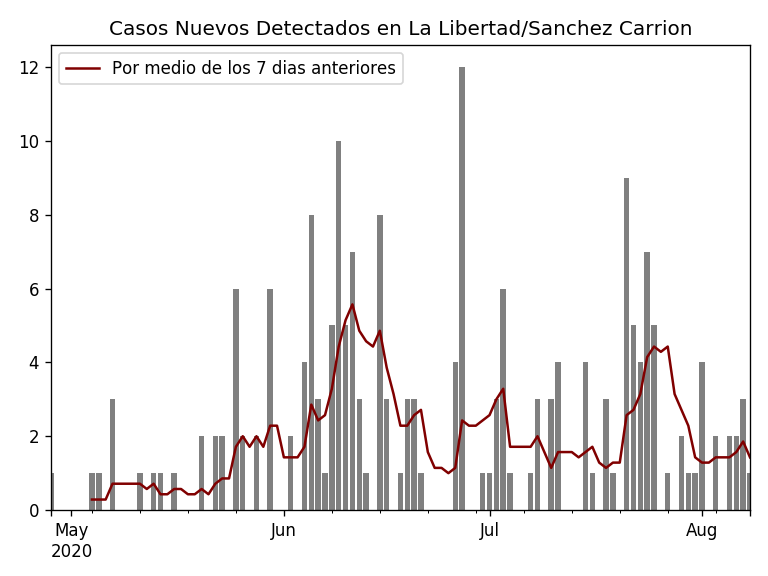 Casos Nuevos Detectados en La Libertad/Sanchez Carrion
Por medio de los 7 dias anteriores
12
10
8
6
4
2
0
May Jun Jul Aug
2020